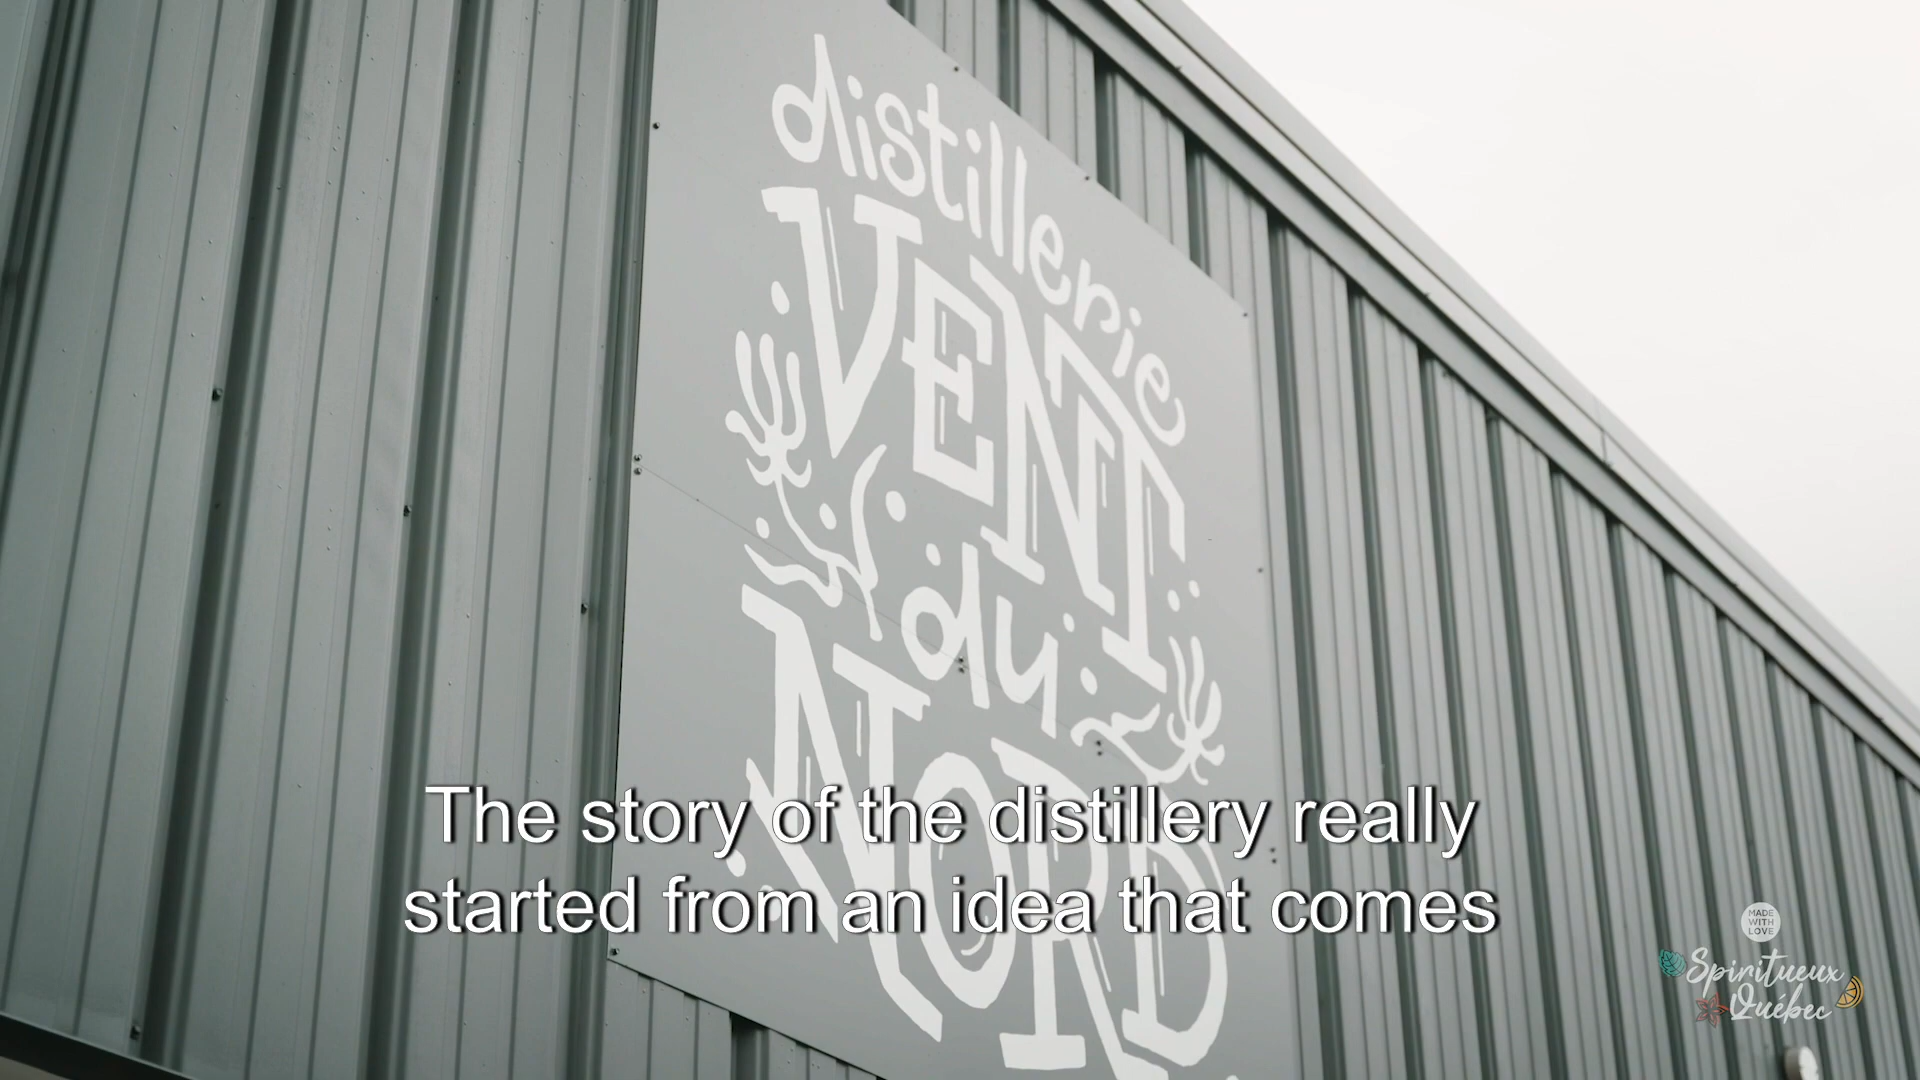 distillerie
VENT
du
NORD
The story of the distillery really
started from an idea that comes
MADE
WITH
LOVE
Spiritueux
Québec